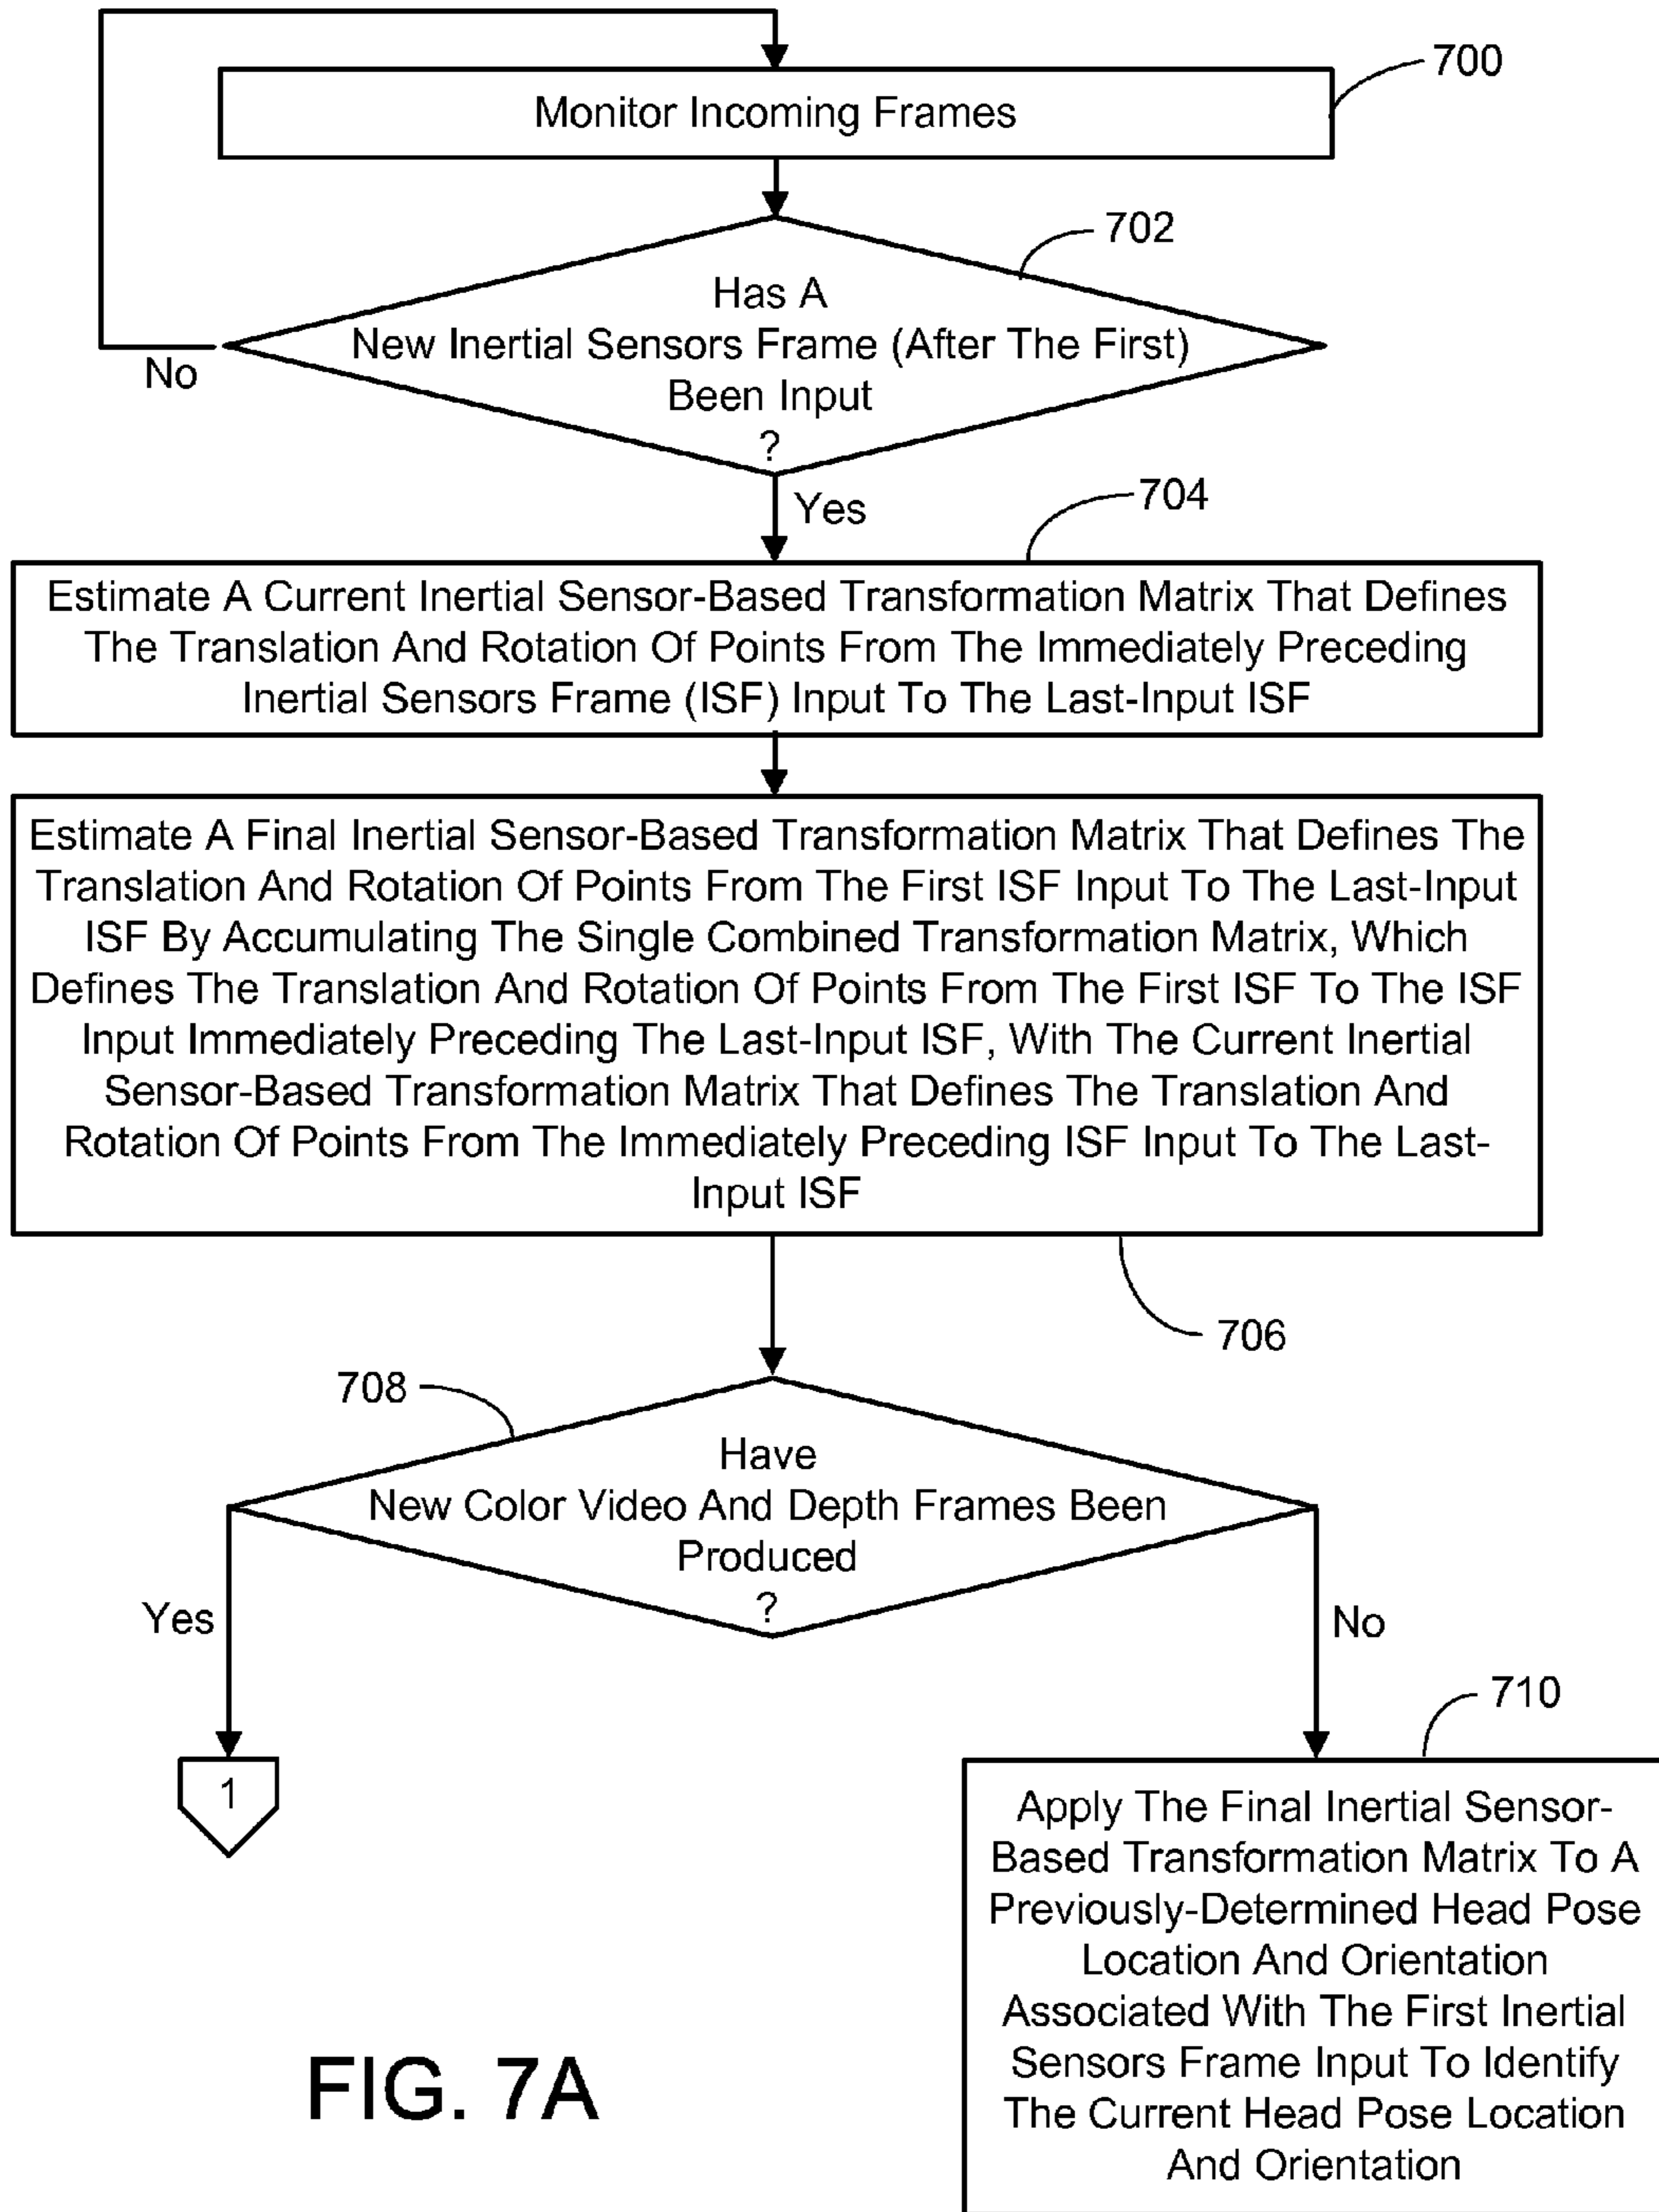 700
Monitor Incoming Frames
702
Has A
New Inertial Sensors Frame (After The First)
Been Input
?
No
Yes
704
Estimate A Current Inertial Sensor-Based Transformation Matrix That Defines
The Translation And Rotation Of Points From The Immediately Preceding
Inertial Sensors Frame (ISF) Input To The Last-Input ISF
Estimate A Final Inertial Sensor-Based Transformation Matrix That Defines The
Translation And Rotation Of Points From The First ISF Input To The Last-Input
ISF By Accumulating The Single Combined Transformation Matrix, Which
Defines The Translation And Rotation Of Points From The First ISF To The ISF
Input Immediately Preceding The Last-Input ISF, With The Current Inertial
Sensor-Based Transformation Matrix That Defines The Translation And
Rotation Of Points From The Immediately Preceding ISF Input To The Last-
Input ISF
706
708
Have
New Color Video And Depth Frames Been
Produced
?
Yes
No
710
1
Apply The Final Inertial Sensor-
Based Transformation Matrix To A
Previously-Determined Head Pose
Location And Orientation
Associated With The First Inertial
Sensors Frame Input To Identify
The Current Head Pose Location
And Orientation
FIG. 7A